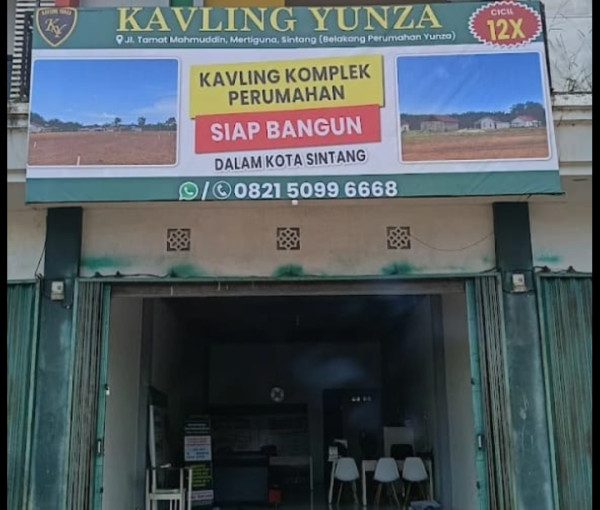 KAVLING YUNZA
Jl. Tamat Mahmuddin, Mertiguna, Sintang (Belakang Perumahan Yunza)
CICIL
12X
KAVLING KOMPLEK
PERUMAHAN
SIAP BANGUN
DALAM KOTA SINTANG
/ 0821 5099 6668